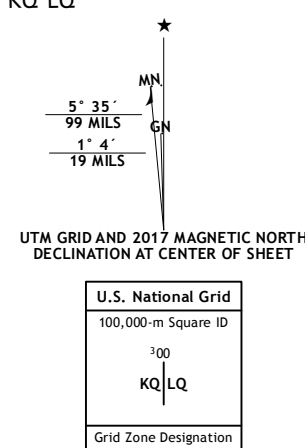 KQ LQ
★
MN
GN
5° 35´
99 MILS
1° 4´
19 MILS
UTM GRID AND 2017 MAGNETIC NORTH
DECLINATION AT CENTER OF SHEET
U.S. National Grid
100,000-m Square ID
³00
KQ LQ
Grid Zone Designation